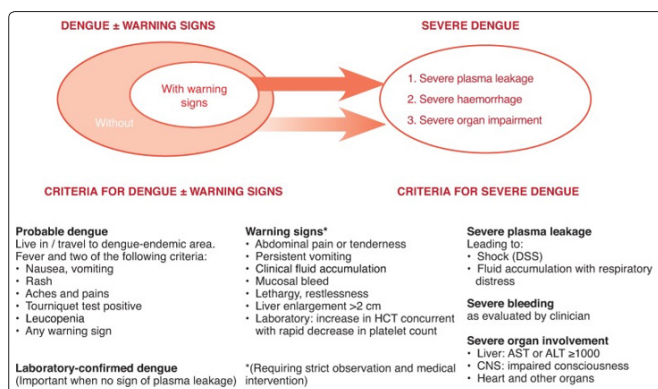 DENGUE ± WARNING SIGNS
SEVERE DENGUE
With warning
signs
Without
1. Severe plasma leakage
2. Severe haemorrhage
3. Severe organ impairment
CRITERIA FOR DENGUE ± WARNING SIGNS
CRITERIA FOR SEVERE DENGUE
Probable dengue
Live in / travel to dengue-endemic area.
Fever and two of the following criteria:
• Nausea, vomiting
• Rash
• Aches and pains
• Tourniquet test positive
• Leucopenia
• Any warning sign
Laboratory-confirmed dengue
(Important when no sign of plasma leakage)
Warning signs*
• Abdominal pain or tenderness
• Persistent vomiting
• Clinical fluid accumulation
• Mucosal bleed
• Lethargy, restlessness
• Liver enlargement >2 cm
• Laboratory: increase in HCT concurrent
with rapid decrease in platelet count
*(Requiring strict observation and medical
intervention)
Severe plasma leakage
Leading to:
• Shock (DSS)
• Fluid accumulation with respiratory
distress
Severe bleeding
as evaluated by clinician
Severe organ involvement
• Liver: AST or ALT ≥1000
• CNS: impaired consciousness
• Heart and other organs